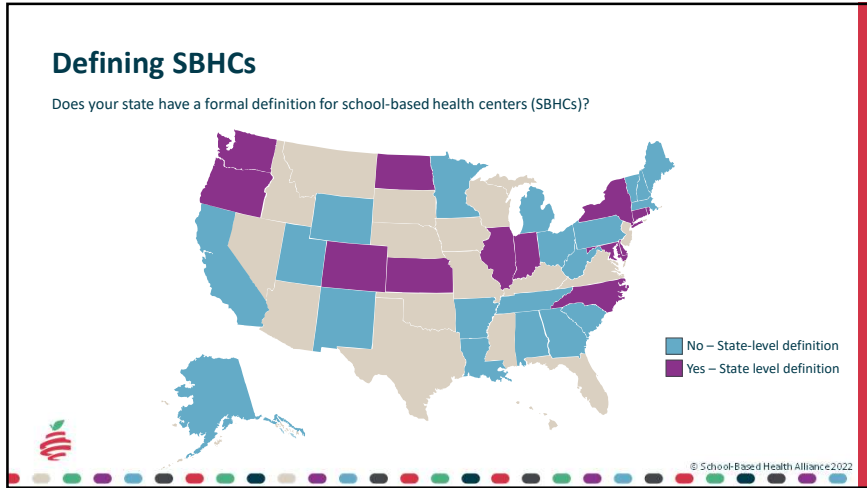 Defining SBHCs
Does your state have a formal definition for school-based health centers (SBHCs)?
No – State-level definition
Yes – State level definition
© School-Based Health Alliance 2022